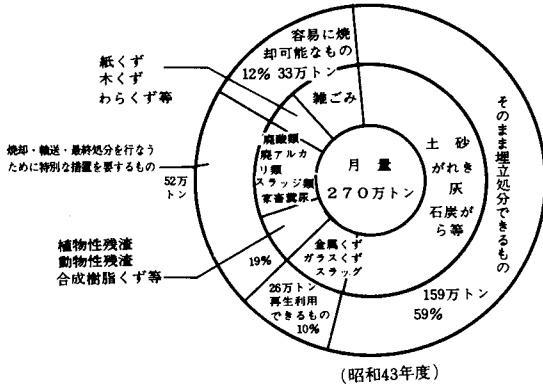 容易に焼
却可能なもの
12% 33万トン
紙くず
木くず
わらくず等
雑ごみ
そのまま埋立処分できるもの
焼却・輸送・最終処分を行なう
ために特別な措置を要するもの
52万
トン
廃酸類
廃アルカ
リ類
スラッジ類
家畜糞尿
月量
270万トン
土砂
がれき
灰
石炭が
ら等
植物性残渣
動物性残渣
合成樹脂くず等
19%
金属くず
ガラスくず
スラッグ
26万トン
再生利用
できるもの
10%
159万トン
59%
(昭和43年度)